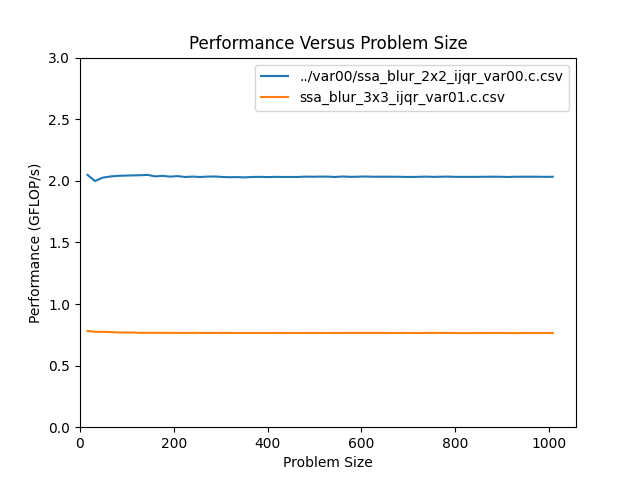 Performance Versus Problem Size
3.0
2.5
2.0
1.5
1.0
0.5
0.0
Performance (GFLOP/s)
../var00/ssa_blur_2x2_ijqr_var00.c.csv
ssa_blur_3x3_ijqr_var01.c.csv
0 200 400 600 800 1000
Problem Size